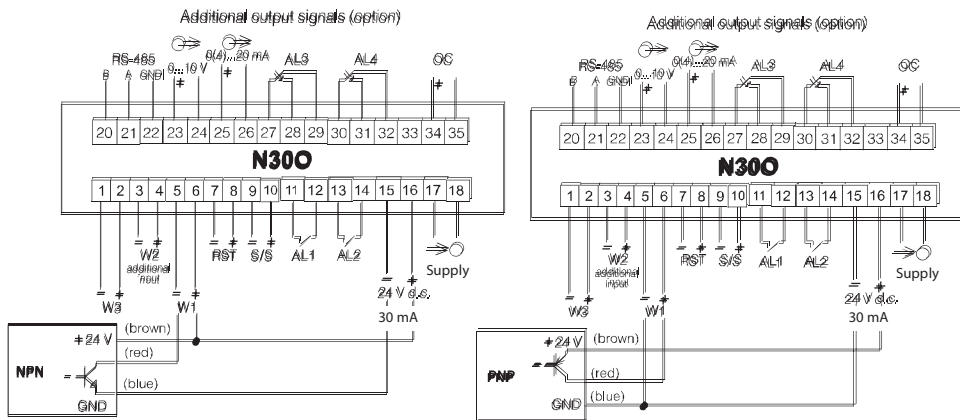 Additional output signals (option)
RS-485
B A GND
0...10 V
0(4)...20 mA
AL3
AL4
OC
20 21 22 23 24 25 26 27 28 29 30 31 32 33 34 35
N30O
1 2 3 4 5 6 7 8 9 10 11 12 13 14 15 16 17 18
W2
additional
input
RST
S/S
AL1
AL2
Supply
W3
W1
24 V d.c.
30 mA
+24V
(brown)
NPN
(red)
(blue)
GND
Additional output signals (option)
RS-485
B A GND
0...10 V
0(4)...20 mA
AL3
AL4
OC
20 21 22 23 24 25 26 27 28 29 30 31 32 33 34 35
N30O
1 2 3 4 5 6 7 8 9 10 11 12 13 14 15 16 17 18
W2
additional
input
RST
S/S
AL1
AL2
Supply
W3
W1
24 V d.c.
30 mA
+24V
(brown)
PNP
(red)
(blue)
GND